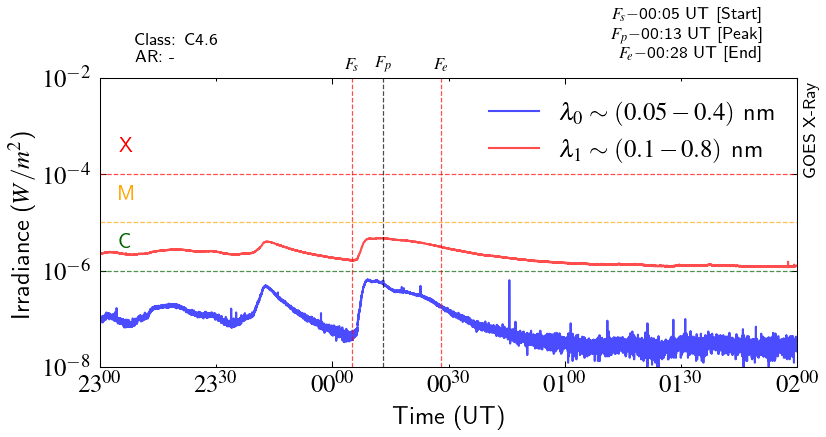 F_s−00:05 UT [Start]
Class: C4.6
F_p−00:13 UT [Peak]
AR: -
F_e−00:28 UT [End]
F_s
F_p
F_e
10^{-2}
λ_0 ∼ (0.05 − 0.4) nm
X
λ_1 ∼ (0.1 − 0.8) nm
GOES X-Ray
10^{-4}
M
C
Irradiance (W/m^2)
10^{-6}
10^{-8}
23^{00} 23^{30} 00^{00} 00^{30} 01^{00} 01^{30} 02^{00}
Time (UT)